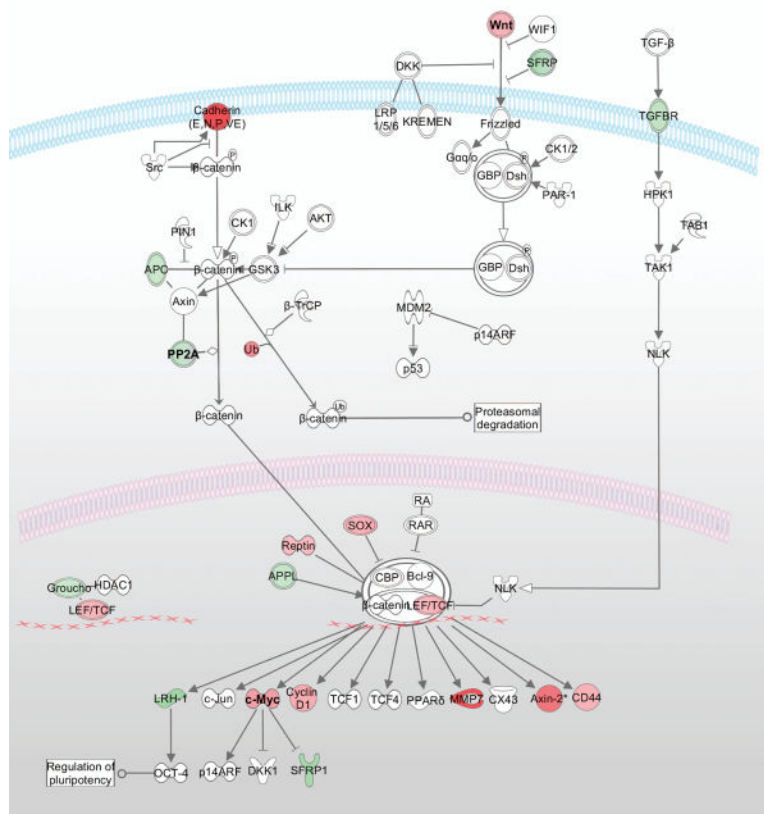 Wnt
WIF1
TGF-β
DKK
SFRP
Cadherin
(E,N,P,VE)
LRP
1/5/6
KREMEN
Frizzled
TGFBR
P
Src
β-catenin
Gαq/o
P
CK1/2
GBP
Dsh
PAR-1
HPK1
ILK
CK1
AKT
PIN1
TAB1
P
APC
β-catenin
GSK3
P
GBP
Dsh
TAK1
Axin
β-TrCP
MDM2
p14ARF
PP2A
Ub
NLK
p53
β-catenin
Ub
β-catenin
Proteasomal
degradation
RA
SOX
RAR
Reptin
CBP
Bcl-9
APPL
Groucho
HDAC1
NLK
LEF/TCF
β-catenin
LEF/TCF
LRH-1
c-Jun
c-Myc
Cyclin
D1
TCF1
TCF4
PPARδ
MMP7
CX43
Axin-2*
CD44
Regulation of
pluripotency
OCT-4
p14ARF
DKK1
SFRP1